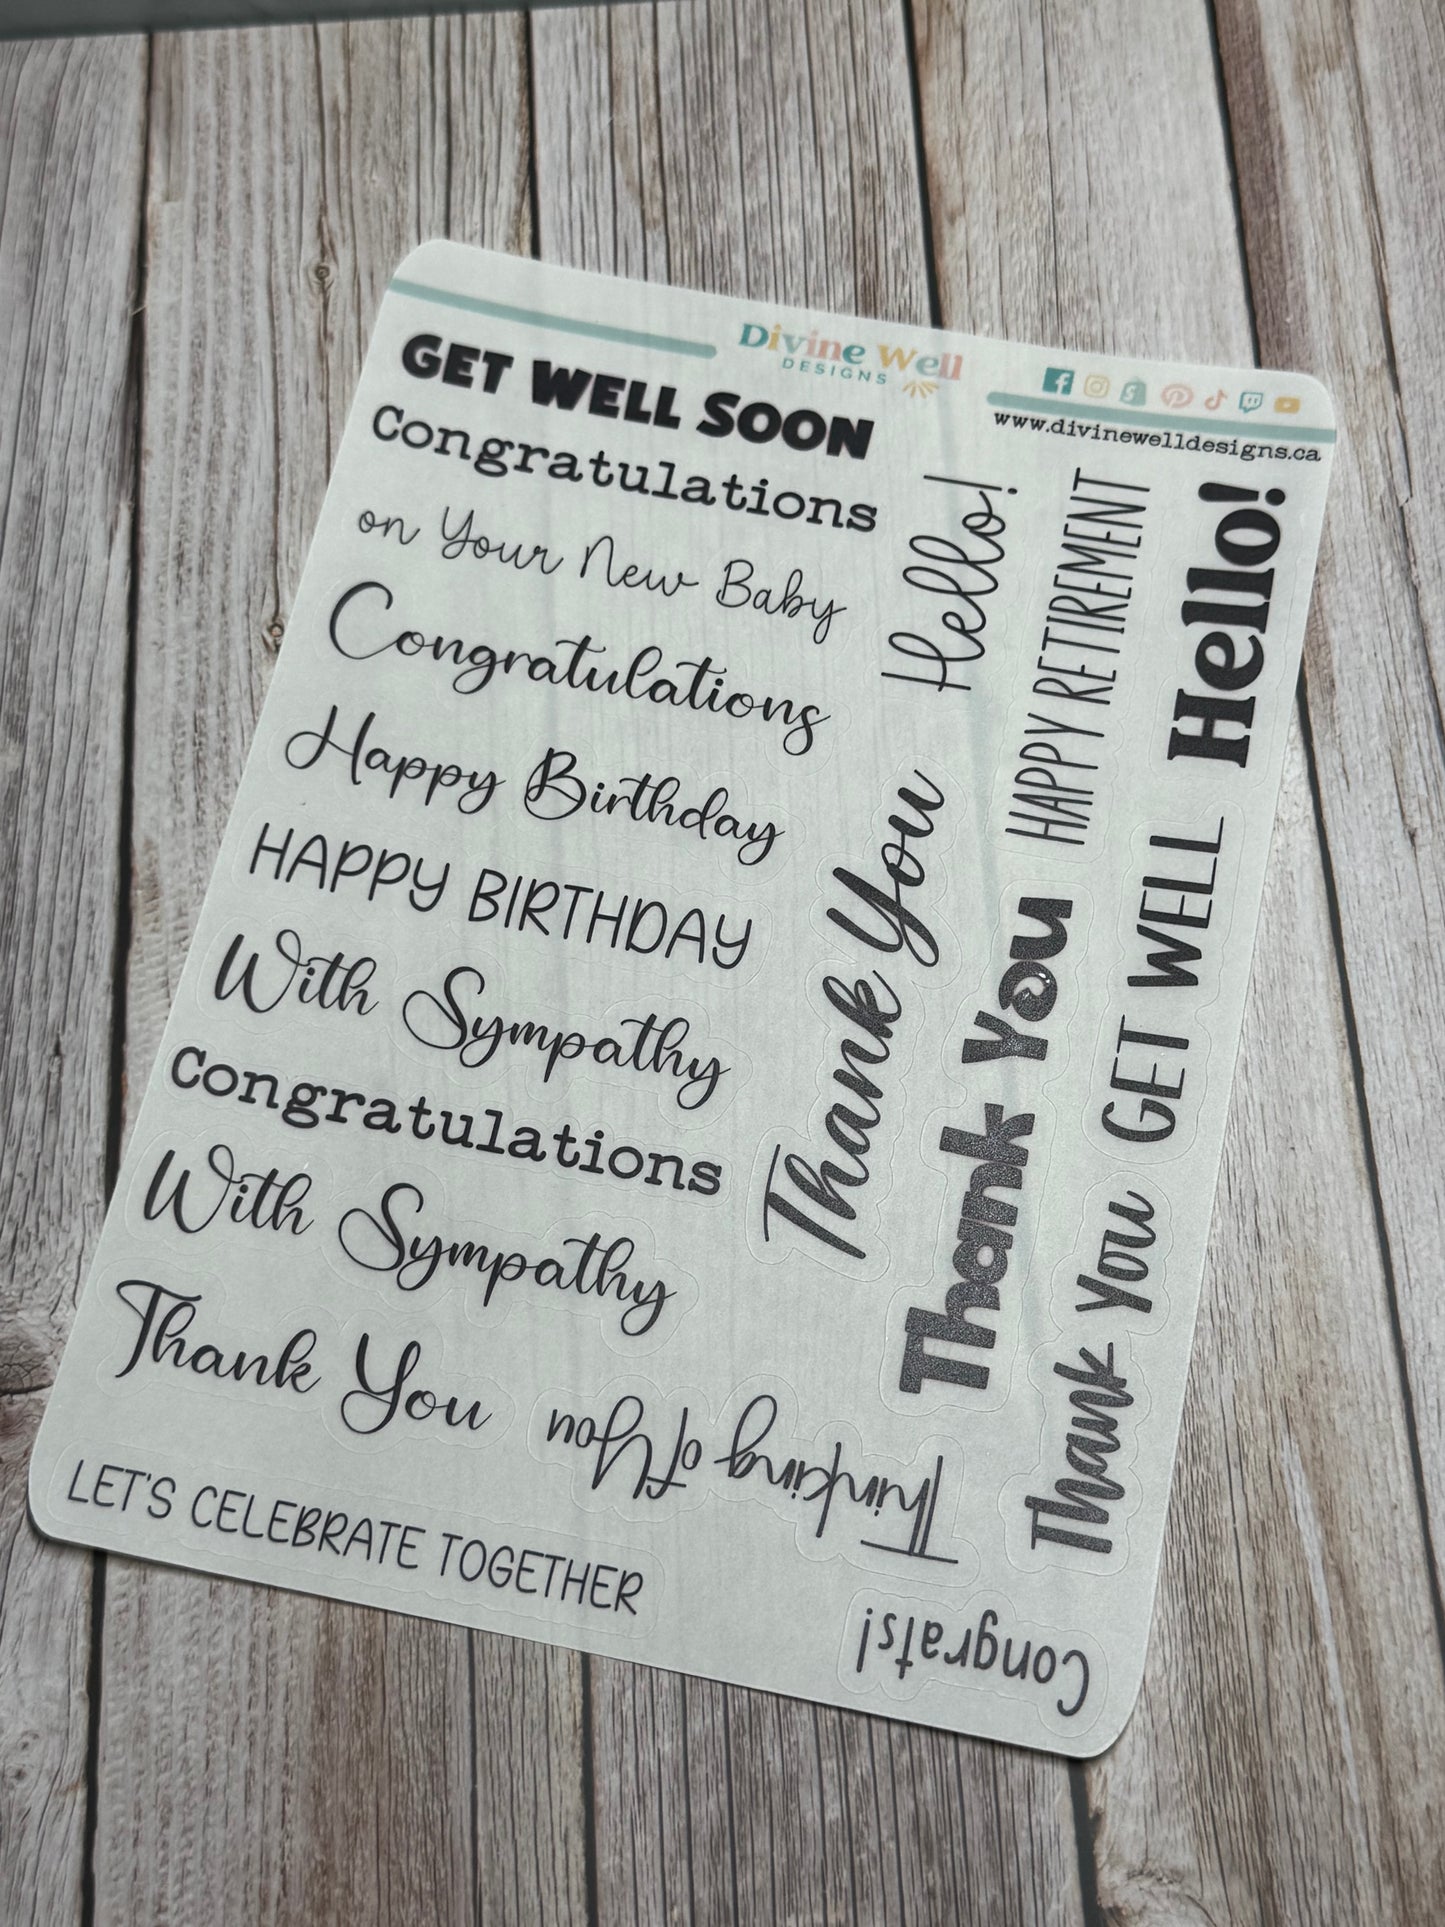 Divine Well
DESIGNS
www.divinewelldesigns.ca
GET WELL SOON
Congratulations
on Your New Baby
Congratulations
Happy Birthday
HAPPY BIRTHDAY
With Sympathy
Congratulations
With Sympathy
Thank You
LET'S CELEBRATE TOGETHER
Hello!
HAPPY RETIREMENT
Hello!
Thank You
Thank You
GET WELL
Thank You
Thinking of You
Congrats!